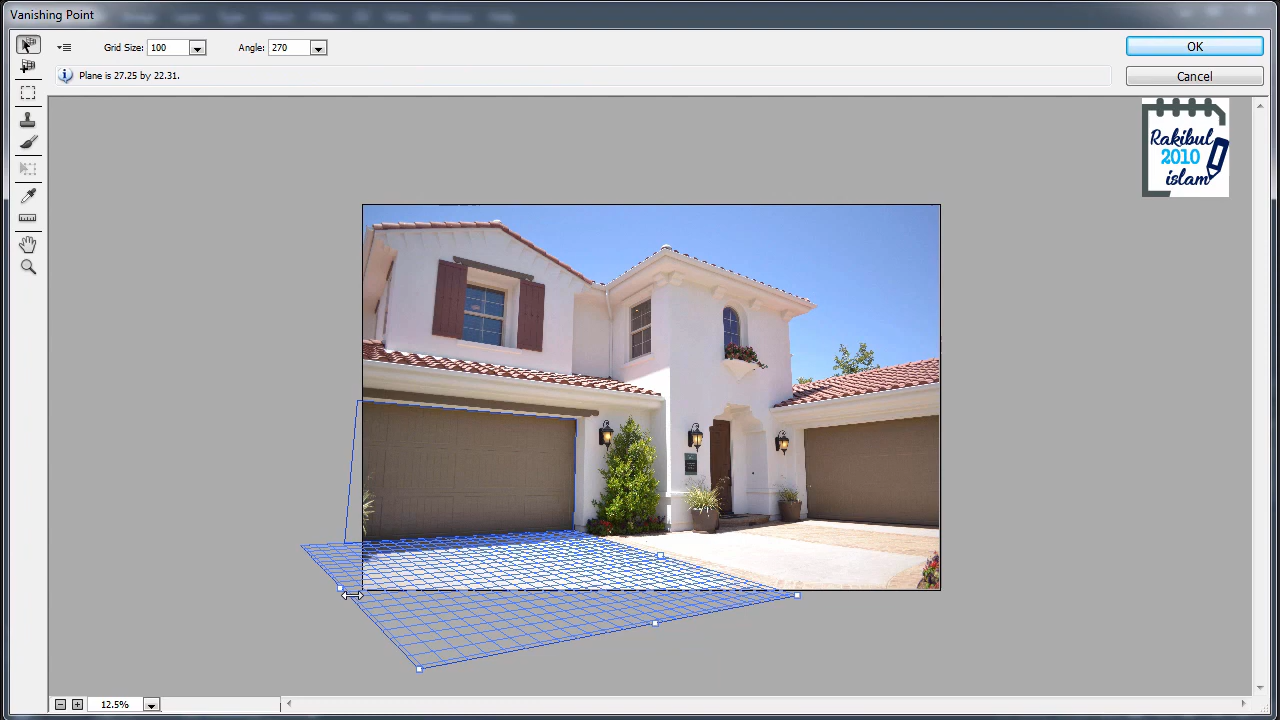 Vanishing Point
Grid Size: 100 Angle: 270
OK
Plane is 27.25 by 22.31.
Cancel
Rakibul
2010
islam
12.5%